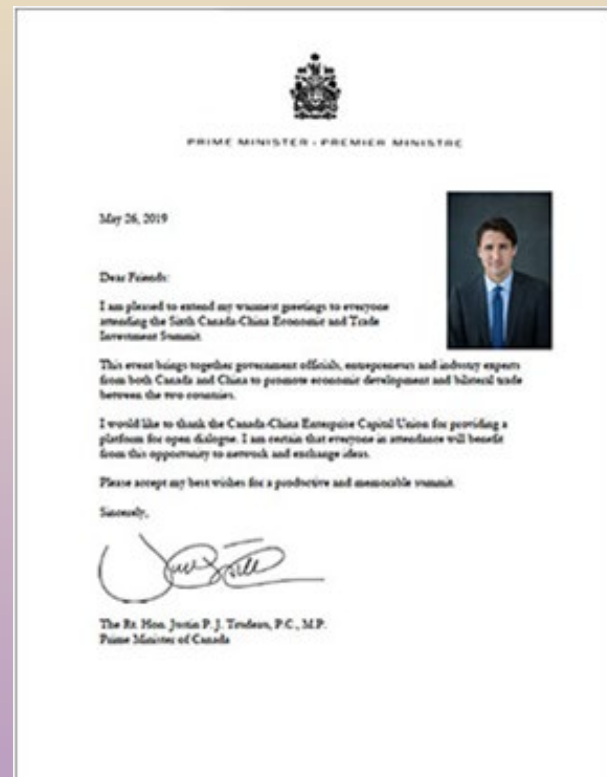 PRIME MINISTER · PREMIER MINISTRE
May 26, 2019
Dear Friends:
I am pleased to extend my warmest greetings to everyone
attending the Sixth Canada-China Economic and Trade
Investment Summit.
This event brings together government officials, entrepreneurs and industry experts
from both Canada and China to promote economic development and bilateral trade
between the two countries.
I would like to thank the Canada-China Enterprise Capital Union for providing a
platform for open dialogue. I am certain that everyone in attendance will benefit
from this opportunity to network and exchange ideas.
Please accept my best wishes for a productive and memorable summit.
Sincerely,
The Rt. Hon. Justin P. J. Trudeau, P.C., M.P.
Prime Minister of Canada